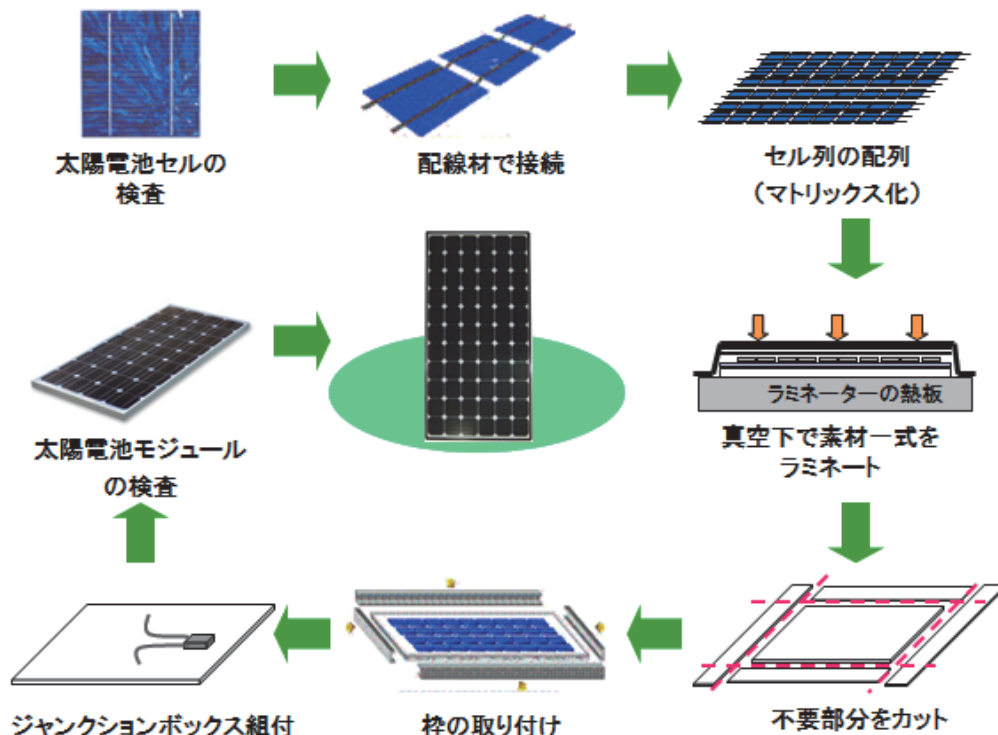 太陽電池セルの
検査
配線材で接続
セル列の配列
（マトリックス化）
ラミネーターの熱板
真空下で素材一式を
ラミネート
不要部分をカット
枠の取り付け
ジャンクションボックス組付
太陽電池モジュール
の検査